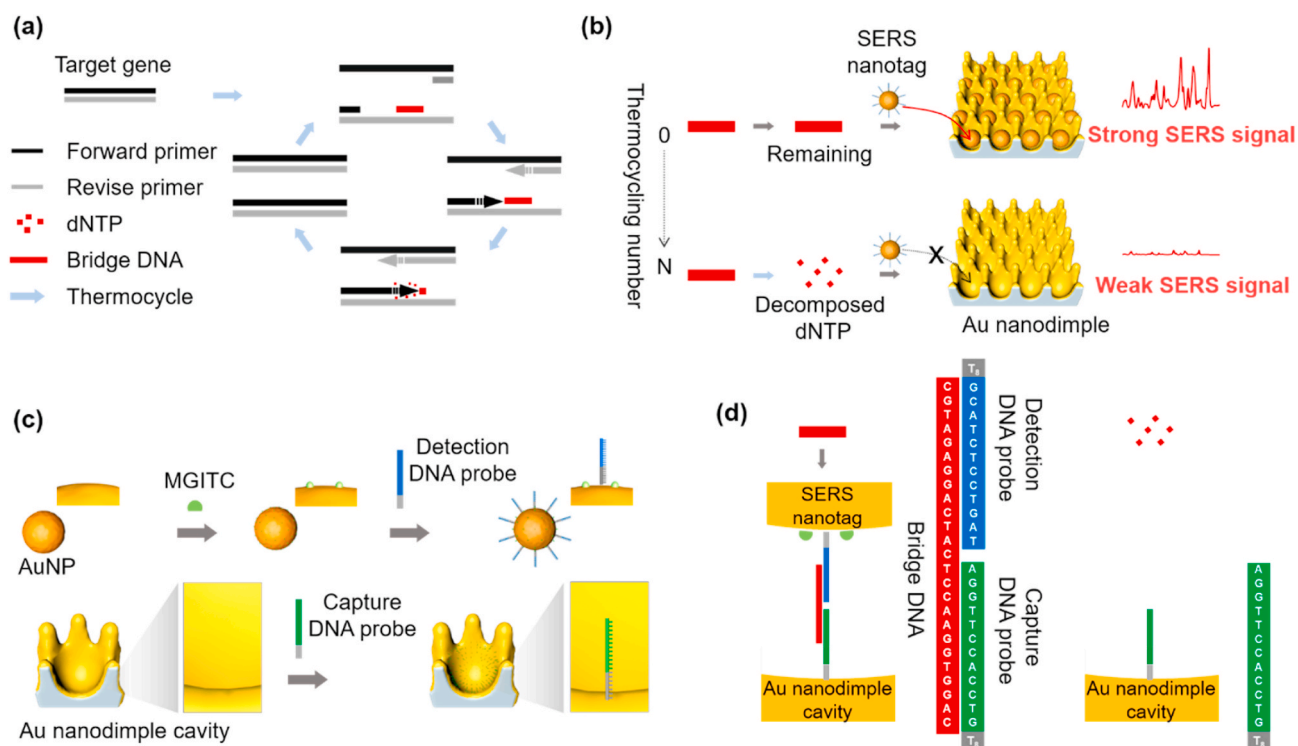 (a)
Target gene
Forward primer
Revise primer
dNTP
Bridge DNA
Thermocycle
(b)
Thermocycling number
0
N
SERS
nanotag
Remaining
Strong SERS signal
Decomposed
dNTP
X
Weak SERS signal
Au nanodimple
(c)
AuNP
MGITC
Detection
DNA probe
Capture
DNA probe
Au nanodimple cavity
(d)
SERS
nanotag
Au nanodimple
cavity
Bridge DNA
CGTAGAGGACTACTCCAAGGTGGAC
T8
GCATCTCCTGAT
Detection
DNA probe
AGGTTCCACCTG
T8
Capture
DNA probe
Au nanodimple
cavity
AGGTTCCACCTG
T8